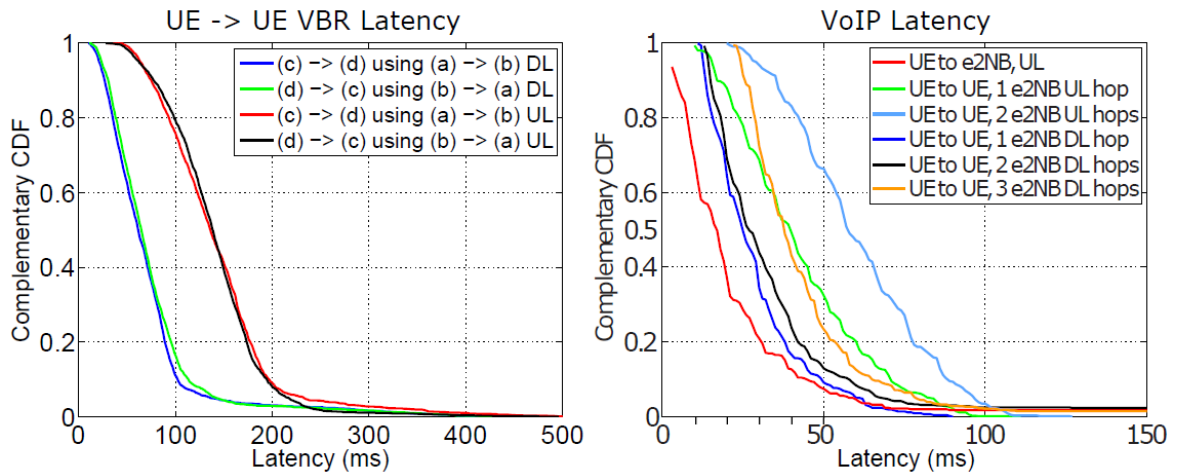 UE -> UE VBR Latency
Complementary CDF
1
0.8
0.6
0.4
0.2
0
0
100
200
300
400
500
Latency (ms)
(c) -> (d) using (a) -> (b) DL
(d) -> (c) using (b) -> (a) DL
(c) -> (d) using (a) -> (b) UL
(d) -> (c) using (b) -> (a) UL
VoIP Latency
Complementary CDF
1
0.8
0.6
0.4
0.2
0
0
50
100
150
Latency (ms)
UE to e2NB, UL
UE to UE, 1 e2NB UL hop
UE to UE, 2 e2NB UL hops
UE to UE, 1 e2NB DL hop
UE to UE, 2 e2NB DL hops
UE to UE, 3 e2NB DL hops